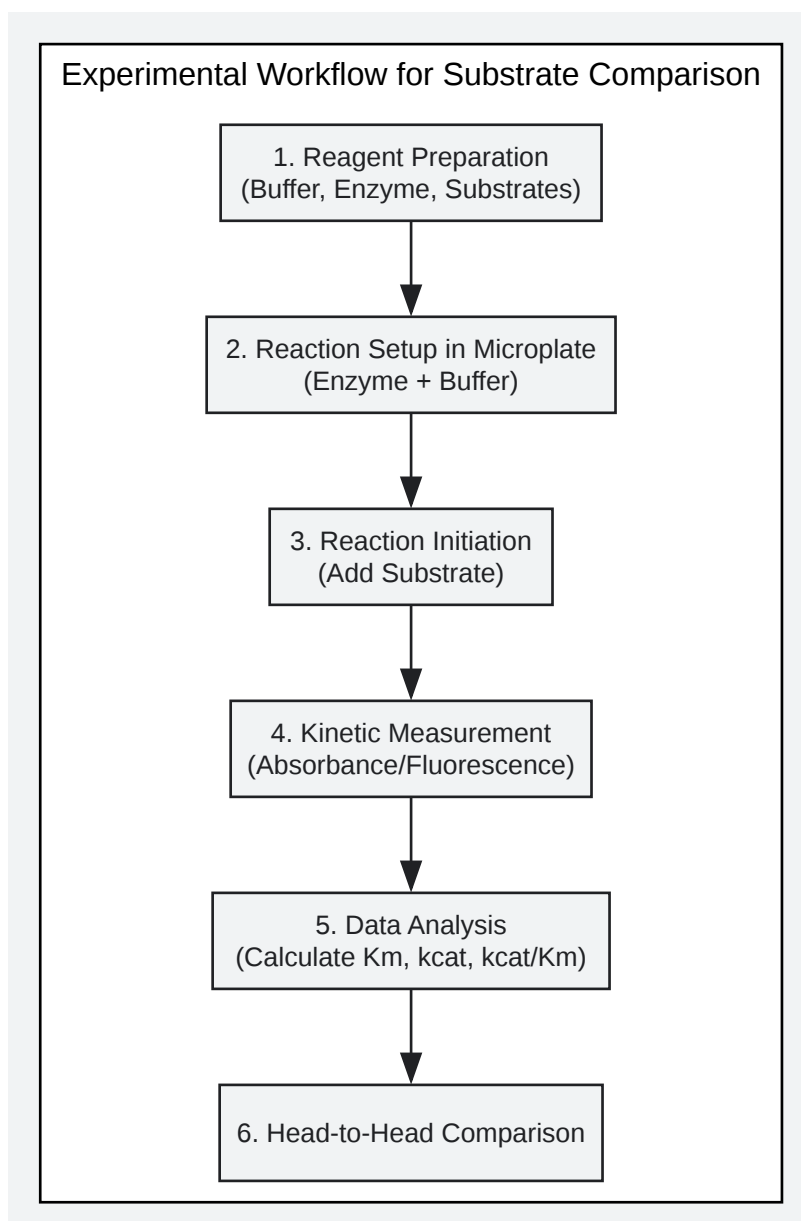 Experimental Workflow for Substrate Comparison
1. Reagent Preparation
(Buffer, Enzyme, Substrates)
2. Reaction Setup in Microplate
(Enzyme + Buffer)
3. Reaction Initiation
(Add Substrate)
4. Kinetic Measurement
(Absorbance/Fluorescence)
5. Data Analysis
(Calculate Km, kcat, kcat/Km)
6. Head-to-Head Comparison